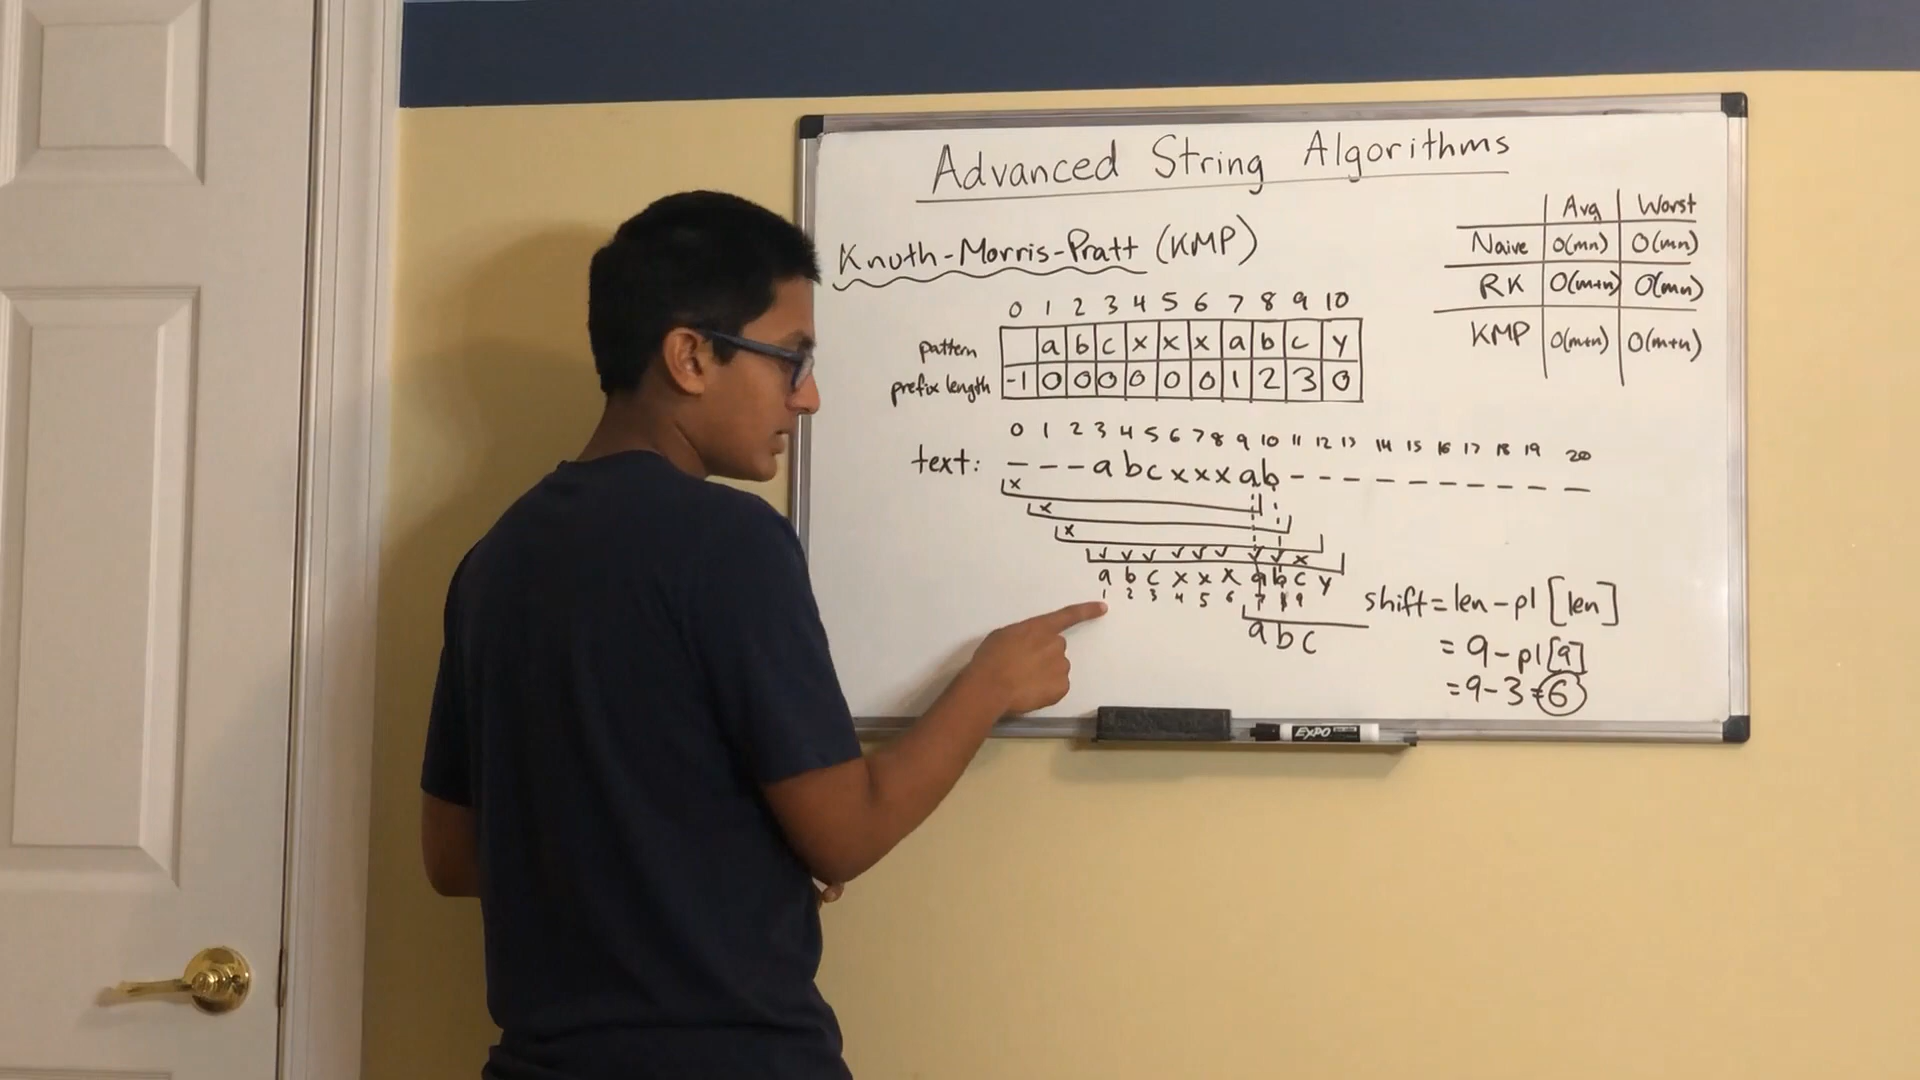 Advanced String Algorithms
Knuth-Morris-Pratt (KMP)
Avg Worst
Naive O(mn) O(mn)
RK O(m+n) O(mn)
KMP O(m+n) O(m+n)
0 1 2 3 4 5 6 7 8 9 10
pattern a b c x x x a b c y
prefix length -1 0 0 0 0 0 0 1 2 3 0
0 1 2 3 4 5 6 7 8 9 10 11 12 13 14 15 16 17 18 19 20
text: - - - a b c x x x a b - - - - - - - - - -
x
x
x
✓ ✓ ✓ ✓ ✓ ✓ ✓ ✓ x
a b c x x x a b c y
1 2 3 4 5 6 7 8 9
a b c
shift = len - pl [len]
= 9 - pl[9]
= 9 - 3 = 6
EXPO